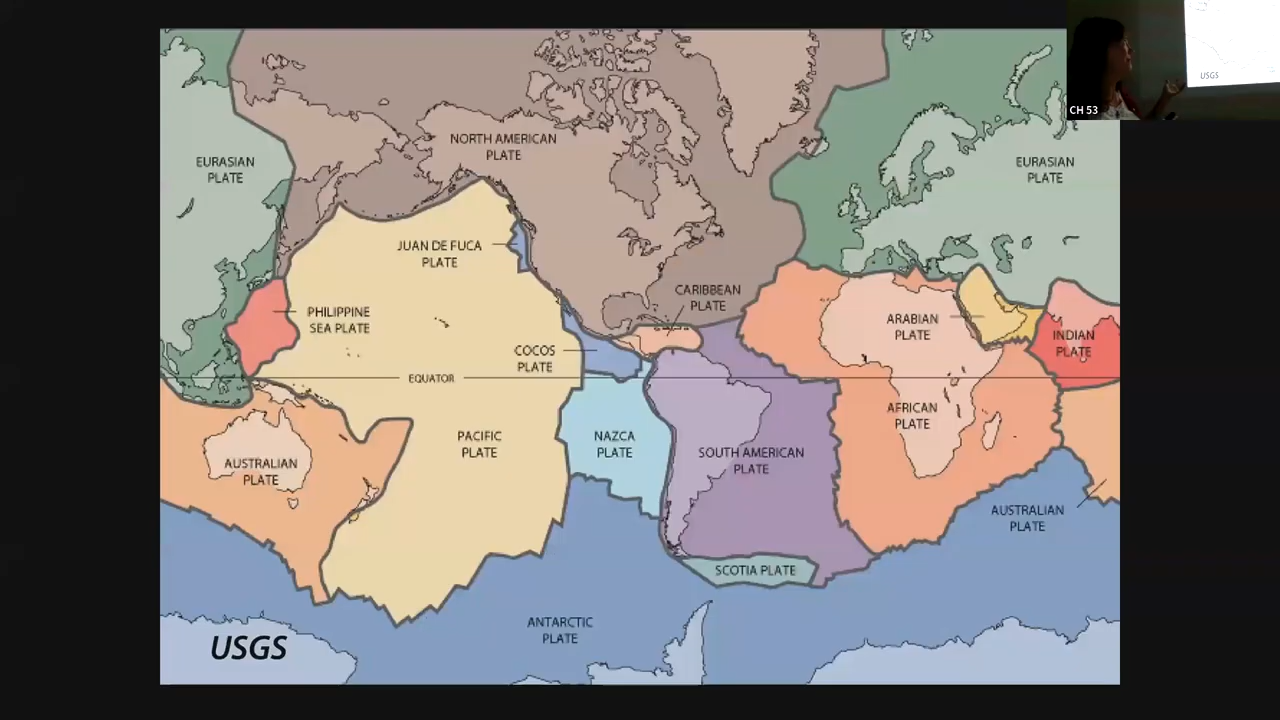 USGS
CH 53
NORTH AMERICAN
PLATE
EURASIAN
PLATE
EURASIAN
PLATE
JUAN DE FUCA
PLATE
CARIBBEAN
PLATE
PHILIPPINE
SEA PLATE
ARABIAN
PLATE
INDIAN
PLATE
COCOS
PLATE
EQUATOR
AFRICAN
PLATE
PACIFIC
PLATE
NAZCA
PLATE
SOUTH AMERICAN
PLATE
AUSTRALIAN
PLATE
AUSTRALIAN
PLATE
SCOTIA PLATE
ANTARCTIC
PLATE
USGS